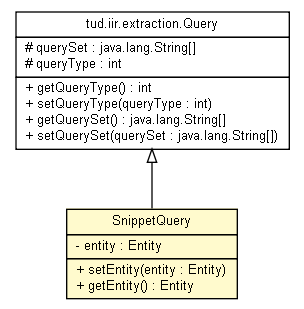 tud.iir.extraction.Query
# querySet : java.lang.String[]
# queryType : int
+ getQueryType() : int
+ setQueryType(queryType : int)
+ getQuerySet() : java.lang.String[]
+ setQuerySet(querySet : java.lang.String[])
SnippetQuery
- entity : Entity
+ setEntity(entity : Entity)
+ getEntity() : Entity